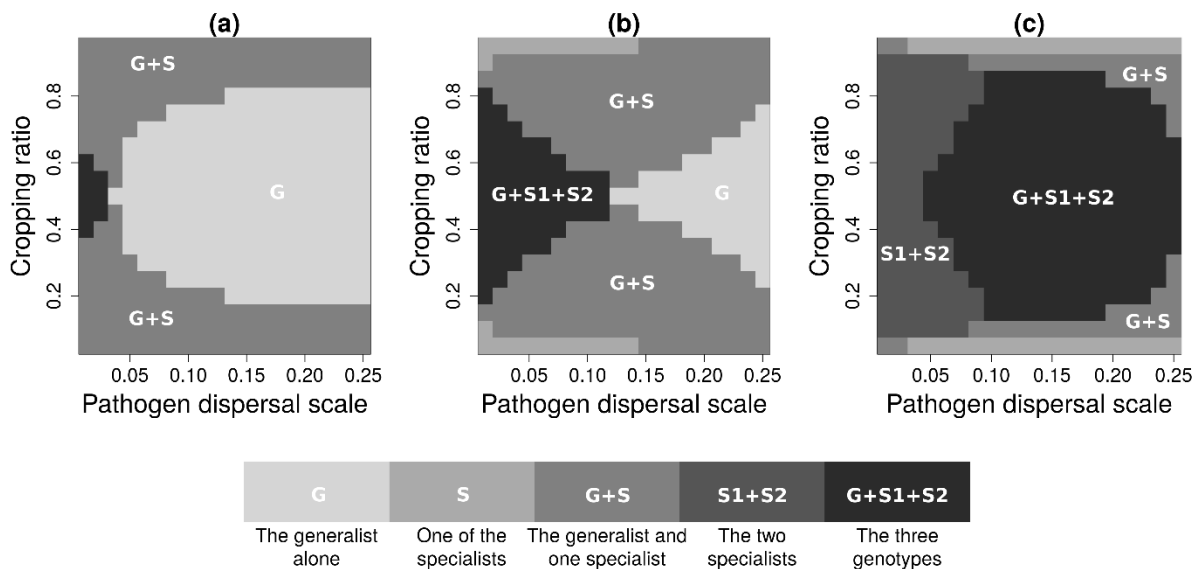 (a)
Cropping ratio
0.8
0.6
0.4
0.2
G+S
G
G+S
0.05 0.10 0.15 0.20 0.25
Pathogen dispersal scale
(b)
Cropping ratio
0.8
0.6
0.4
0.2
G+S
G+S1+S2
G
G+S
0.05 0.10 0.15 0.20 0.25
Pathogen dispersal scale
(c)
Cropping ratio
0.8
0.6
0.4
0.2
G+S
G+S1+S2
S1+S2
G+S
0.05 0.10 0.15 0.20 0.25
Pathogen dispersal scale
G
The generalist
alone
S
One of the
specialists
G+S
The generalist and
one specialist
S1+S2
The two
specialists
G+S1+S2
The three
genotypes